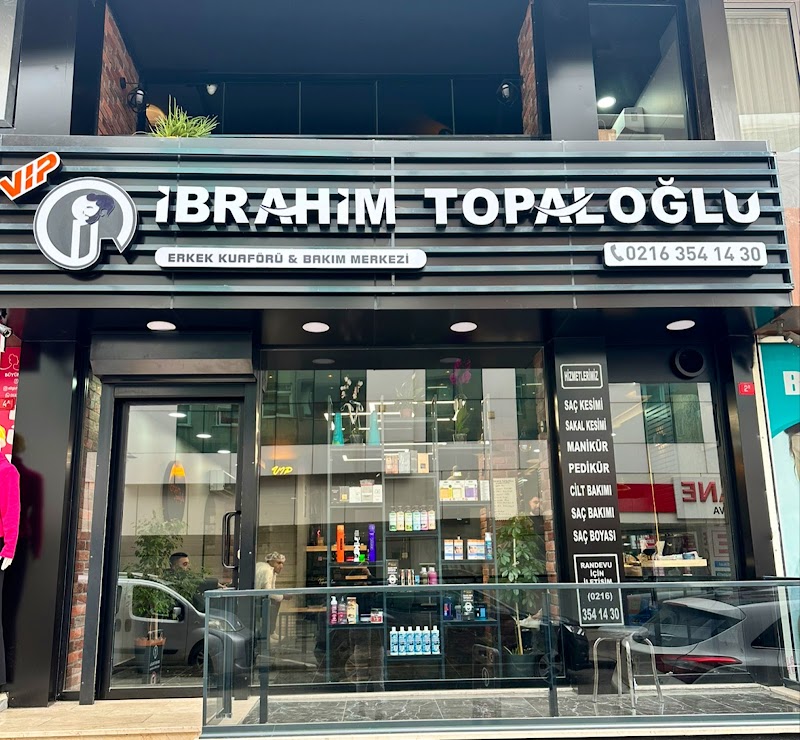 VIP
İBRAHİM TOPALOĞLU
ERKEK KUAFÖRÜ & BAKIM MERKEZİ
0216 354 14 30
HİZMETLERİMİZ
SAÇ KESİMİ
SAKAL KESİMİ
MANİKÜR
PEDİKÜR
CİLT BAKIMI
SAÇ BAKIMI
SAÇ BOYASI
RANDEVU
İÇİN
İLETİŞİM
(0216)
354 14 30
VIP